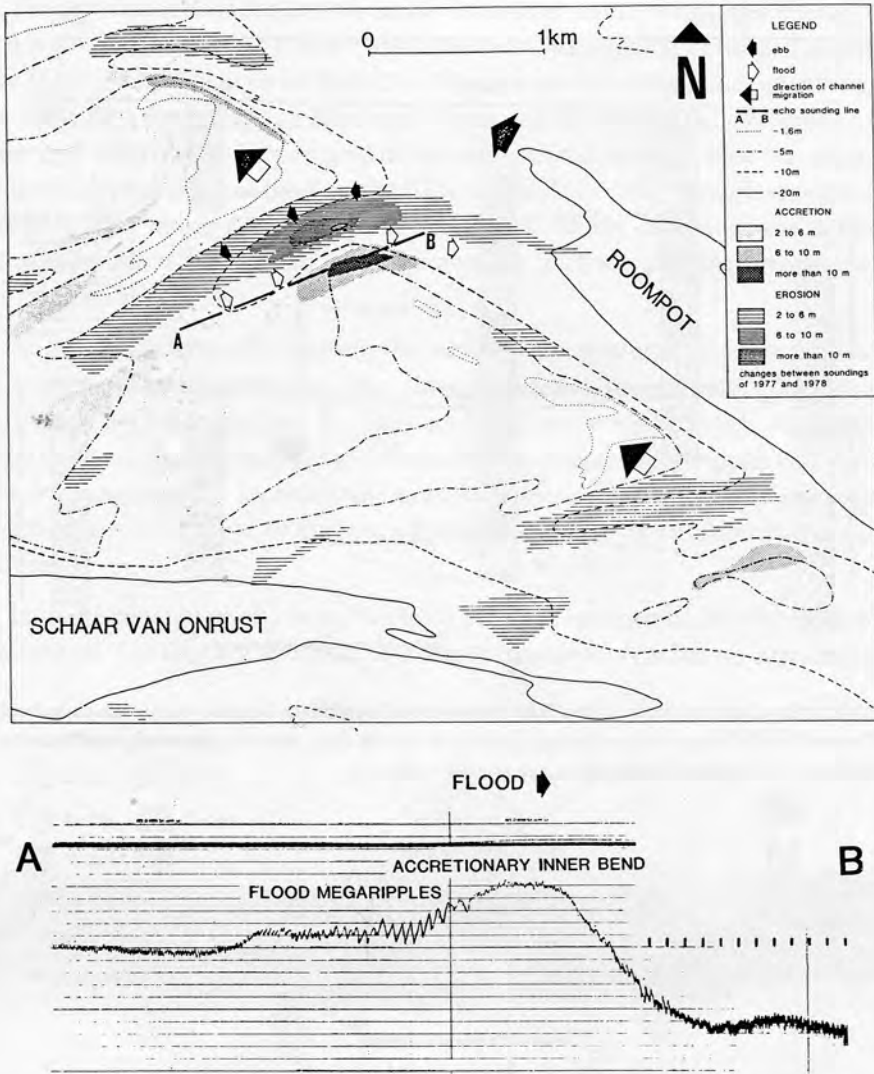 0 1km
N
LEGEND
ebb
flood
direction of channel
migration
A B echo sounding line
-1.6m
-5m
-10m
-20m
ACCRETION
2 to 6 m
6 to 10 m
more than 10 m
EROSION
2 to 6 m
6 to 10 m
more than 10 m
changes between soundings
of 1977 and 1978
B
A
ROOMPOT
SCHAAR VAN ONRUST
FLOOD
A
ACCRETIONARY INNER BEND
B
FLOOD MEGARIPPLES